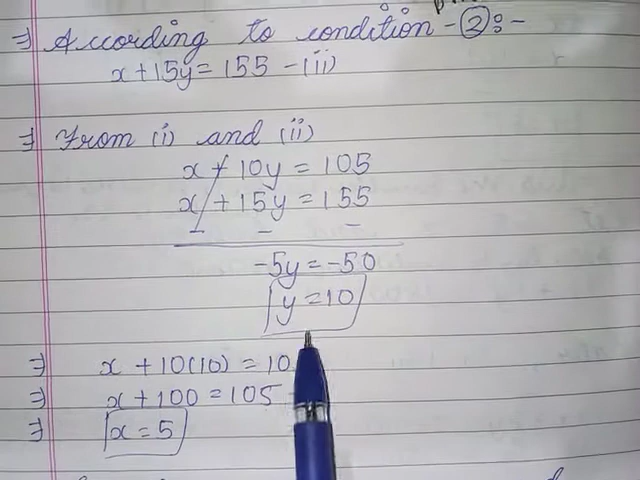 ⇒ According to condition -②:-
x+15y=155 -(ii)
⇒ From (i) and (ii)
x+10y=105
x+15y=155
- - -
-5y=-50
y=10
⇒ x+10(10)=10
⇒ x+100=105
⇒ x=5